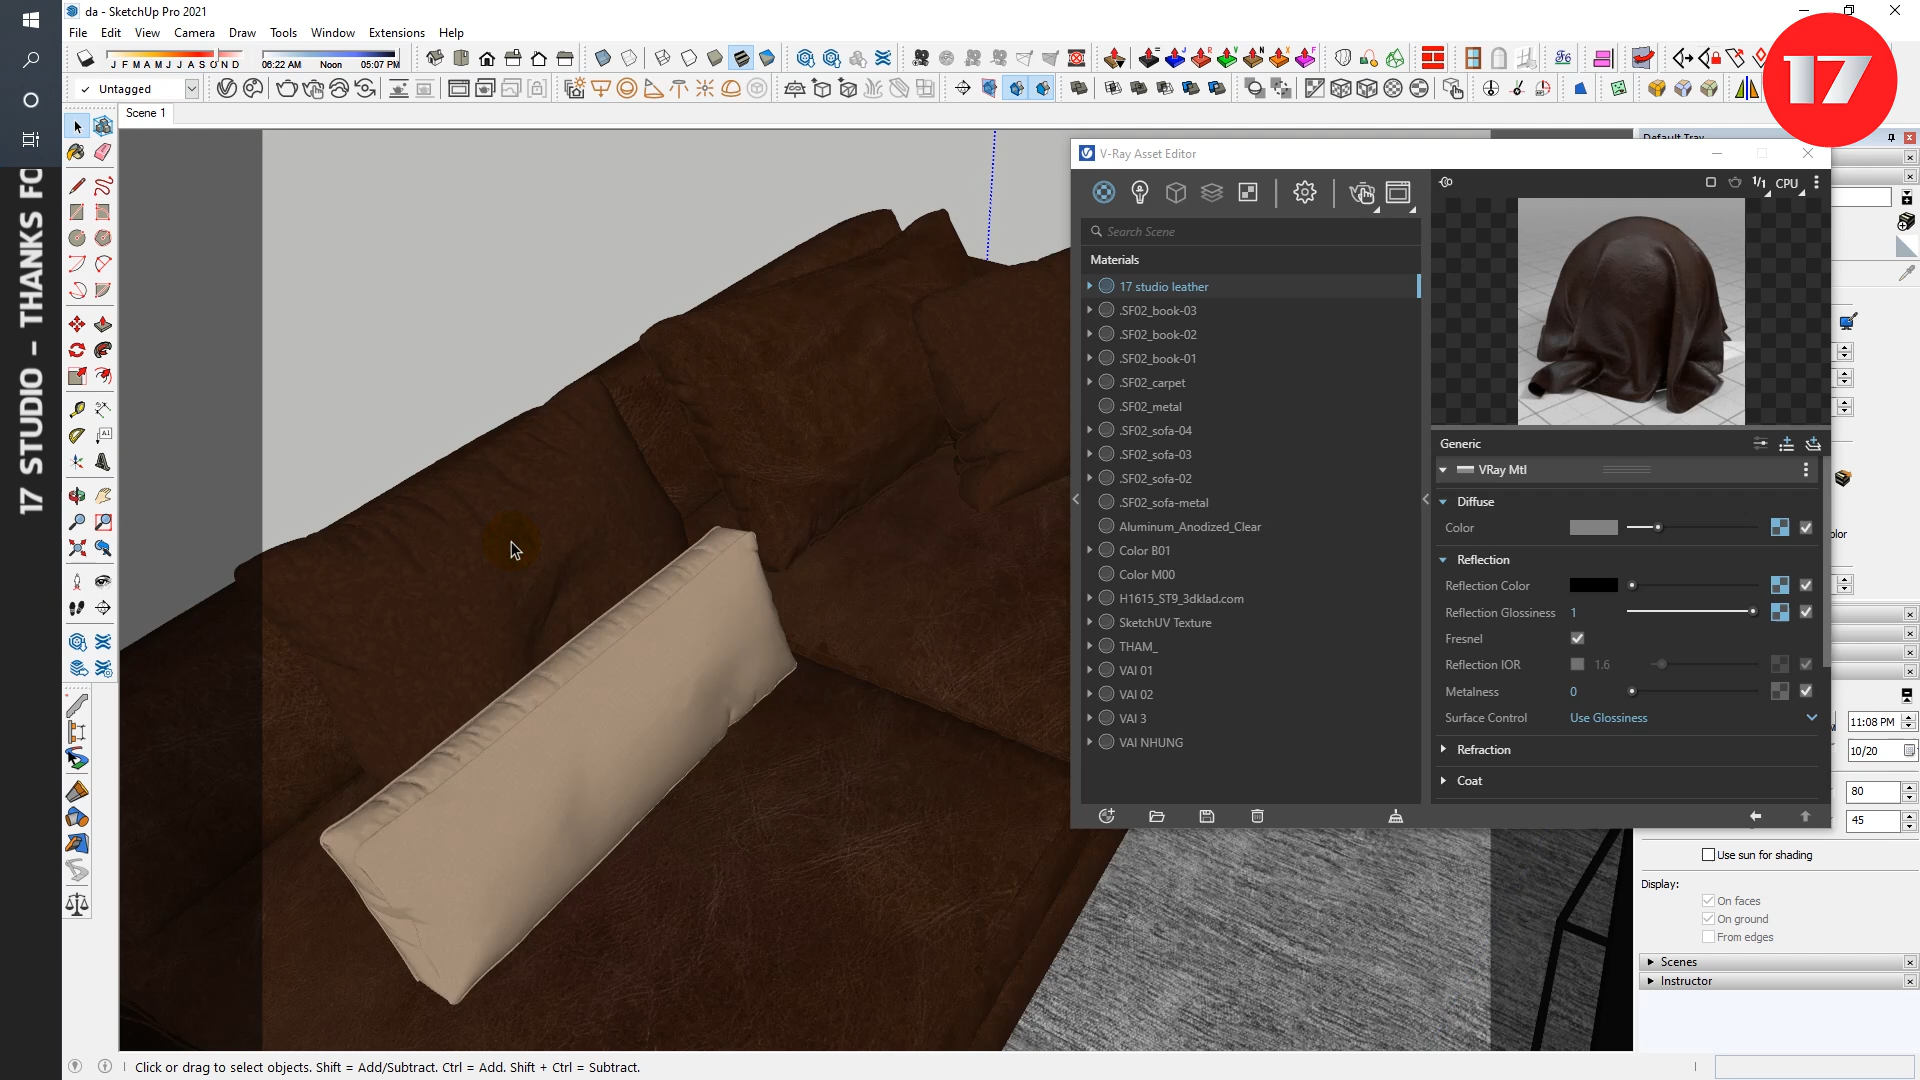 da - SketchUp Pro 2021
File Edit View Camera Draw Tools Window Extensions Help
J F M A M J J A S O N D
06:22 AM Noon 05:07 PM
✓ Untagged
Scene 1
17
17 STUDIO - THANKS FO
Default Tray
V-Ray Asset Editor
1/1 CPU
Search Scene
Materials
17 studio leather
.SF02_book-03
.SF02_book-02
.SF02_book-01
.SF02_carpet
.SF02_metal
.SF02_sofa-04
.SF02_sofa-03
.SF02_sofa-02
.SF02_sofa-metal
Aluminum_Anodized_Clear
Color B01
Color M00
H1615_ST9_3dklad.com
SketchUV Texture
THAM_
VAI 01
VAI 02
VAI 3
VAI NHUNG
Generic
VRay Mtl
Diffuse
Color
Reflection
Reflection Color
Reflection Glossiness 1
Fresnel
Reflection IOR 1.6
Metalness 0
Surface Control Use Glossiness
Refraction
Coat
olor
11:08 PM
10/20
80
45
Use sun for shading
Display:
On faces
On ground
From edges
Scenes
Instructor
Click or drag to select objects. Shift = Add/Subtract. Ctrl = Add. Shift + Ctrl = Subtract.